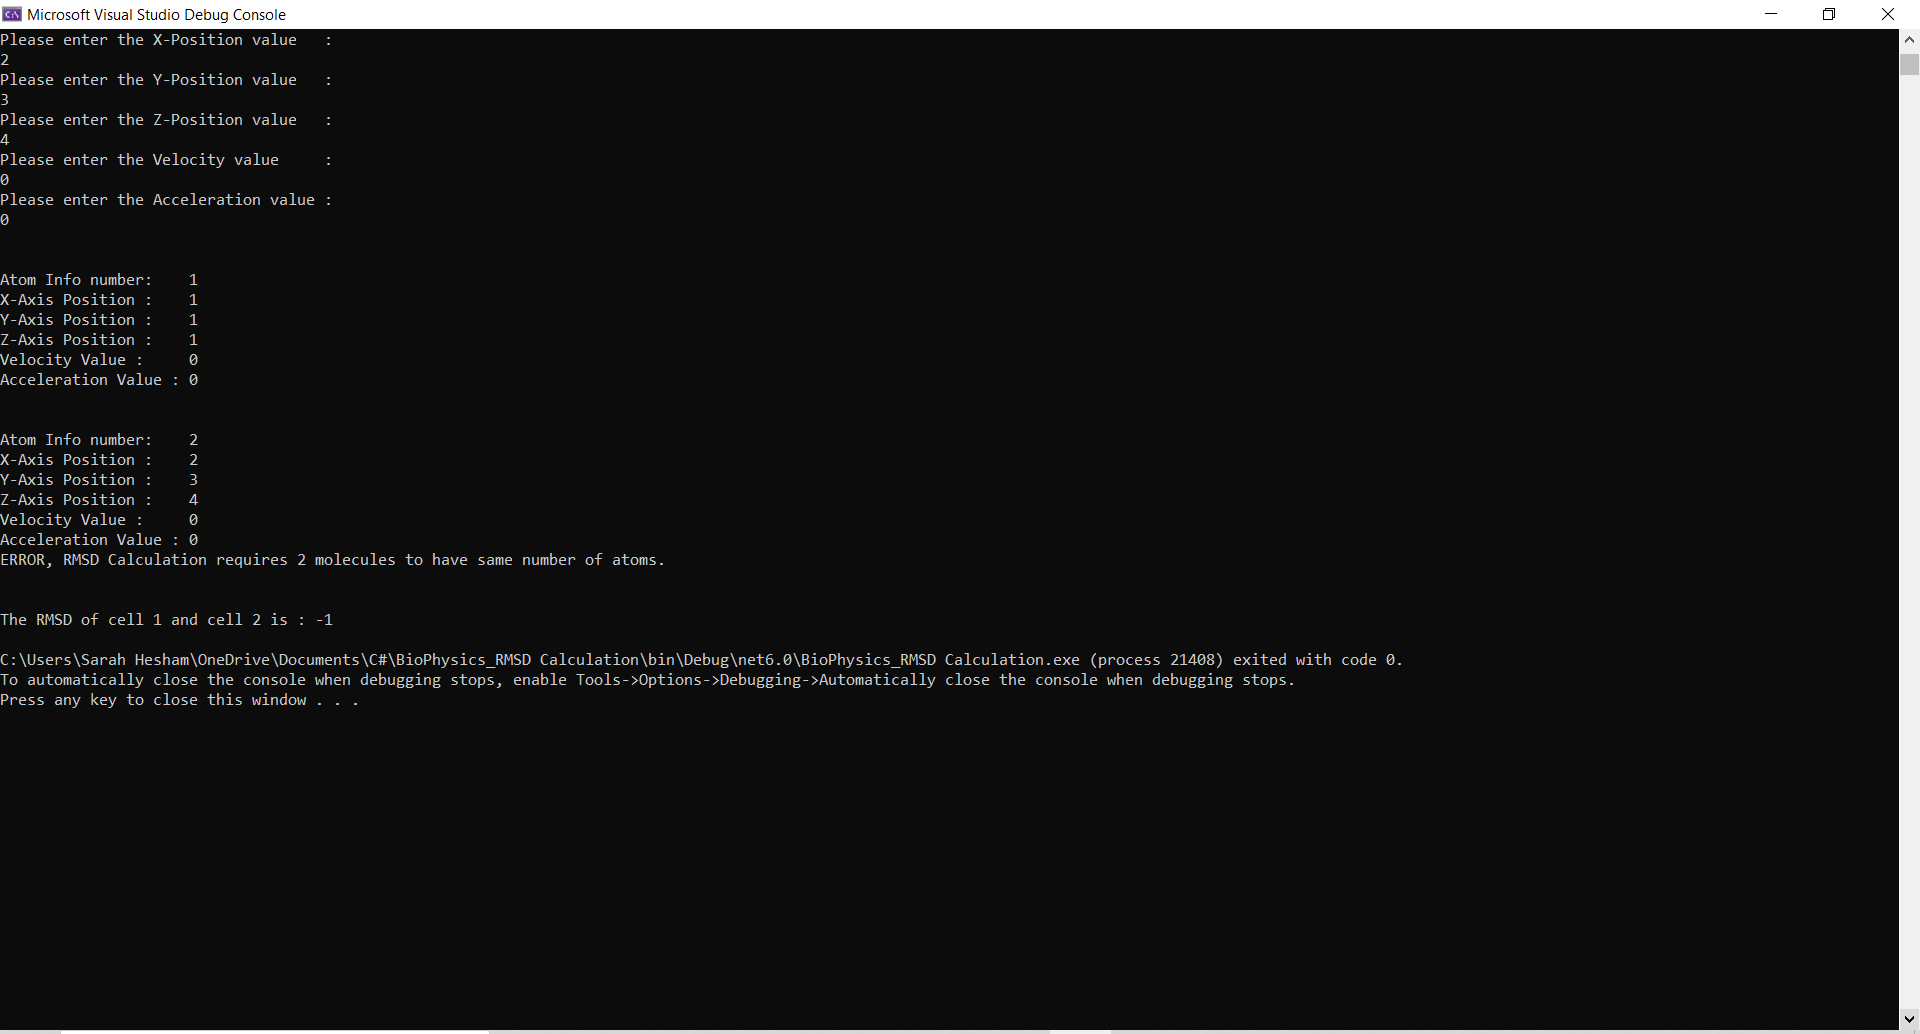 Microsoft Visual Studio Debug Console
Please enter the X-Position value   :
2
Please enter the Y-Position value   :
3
Please enter the Z-Position value   :
4
Please enter the Velocity value     :
0
Please enter the Acceleration value :
0
Atom Info number:    1
X-Axis Position :    1
Y-Axis Position :    1
Z-Axis Position :    1
Velocity Value :     0
Acceleration Value : 0
Atom Info number:    2
X-Axis Position :    2
Y-Axis Position :    3
Z-Axis Position :    4
Velocity Value :     0
Acceleration Value : 0
ERROR, RMSD Calculation requires 2 molecules to have same number of atoms.
The RMSD of cell 1 and cell 2 is : -1
C:\Users\Sarah Hesham\OneDrive\Documents\C#\BioPhysics_RMSD Calculation\bin\Debug\net6.0\BioPhysics_RMSD Calculation.exe (process 21408) exited with code 0.
To automatically close the console when debugging stops, enable Tools->Options->Debugging->Automatically close the console when debugging stops.
Press any key to close this window . . .